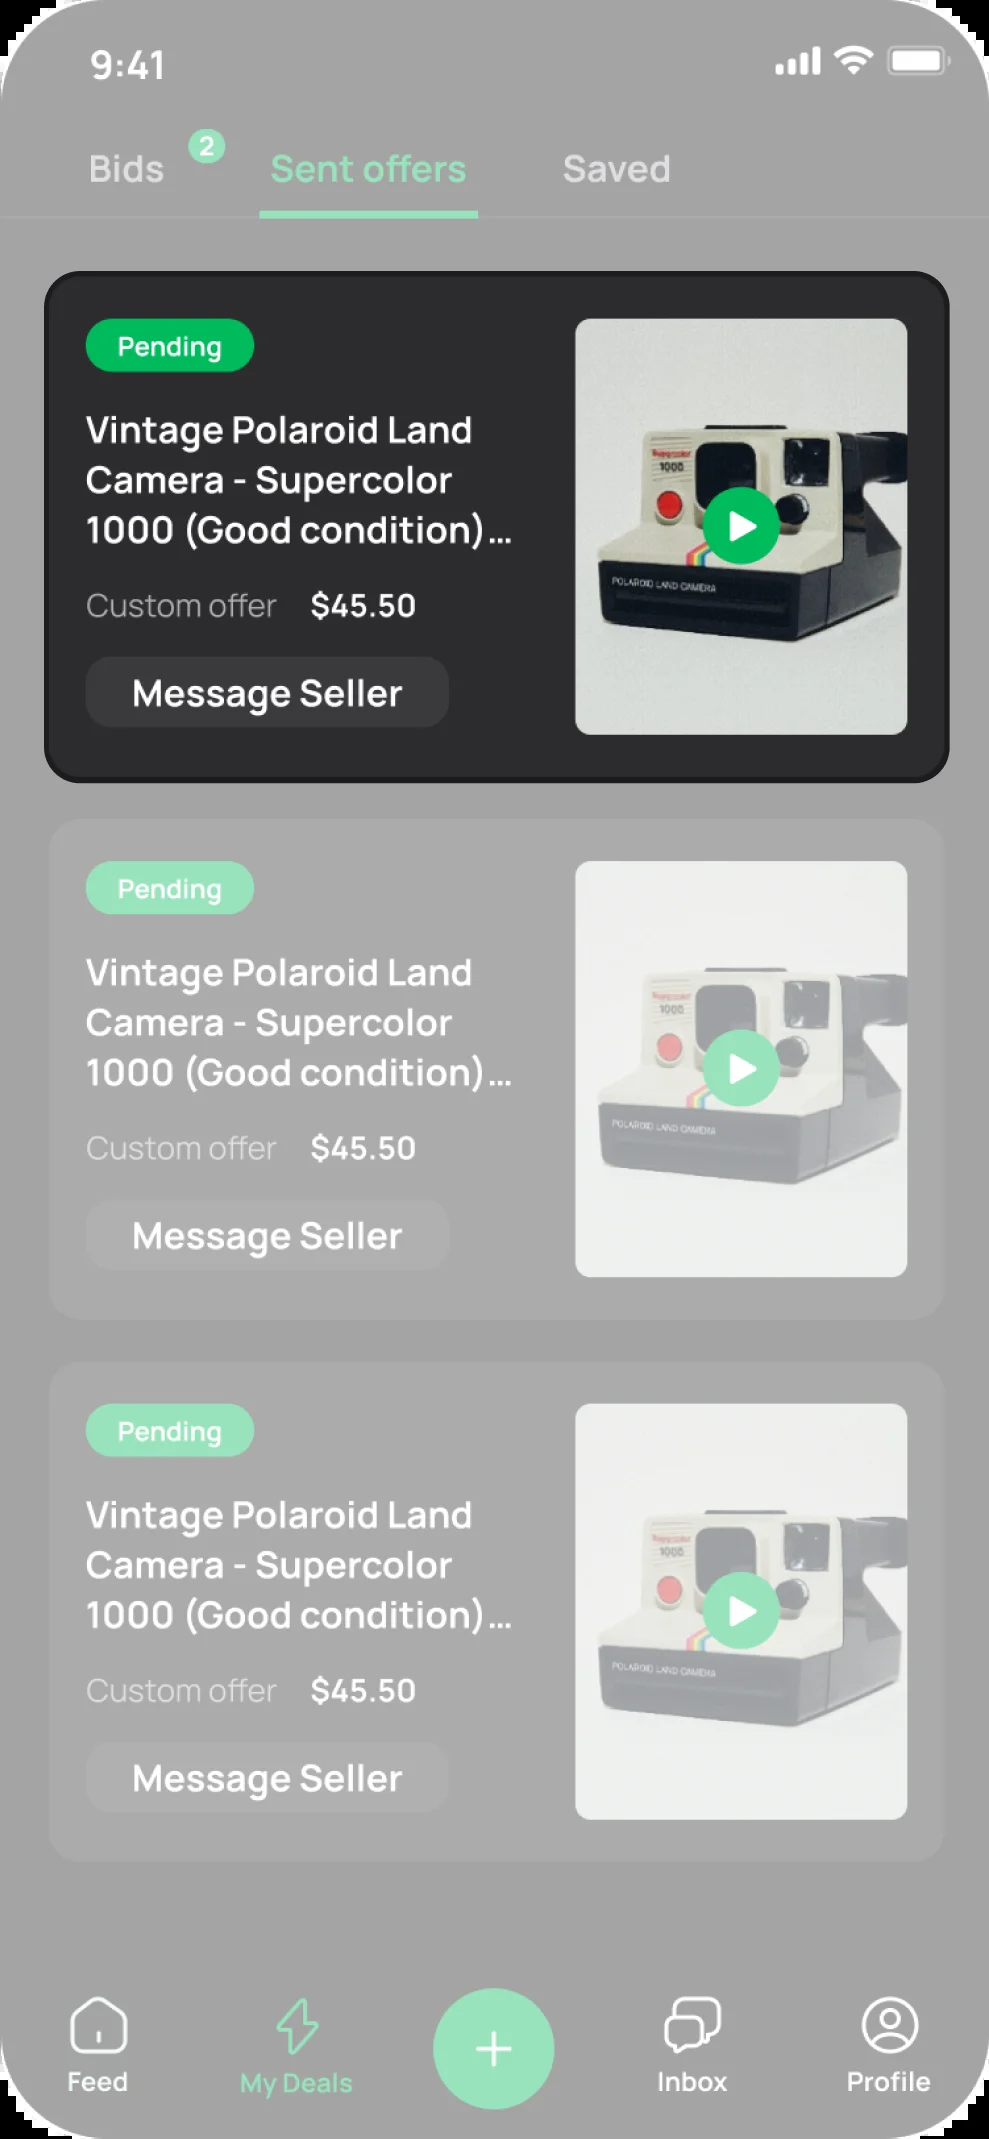 9:41
Bids 2 Sent offers Saved
Pending
Vintage Polaroid Land
Camera - Supercolor
1000 (Good condition)...
Custom offer $45.50
Message Seller
Supercolor
1000
POLAROID LAND CAMERA
Pending
Vintage Polaroid Land
Camera - Supercolor
1000 (Good condition)...
Custom offer $45.50
Message Seller
Supercolor
1000
POLAROID LAND CAMERA
Pending
Vintage Polaroid Land
Camera - Supercolor
1000 (Good condition)...
Custom offer $45.50
Message Seller
Supercolor
1000
POLAROID LAND CAMERA
Feed My Deals Inbox Profile